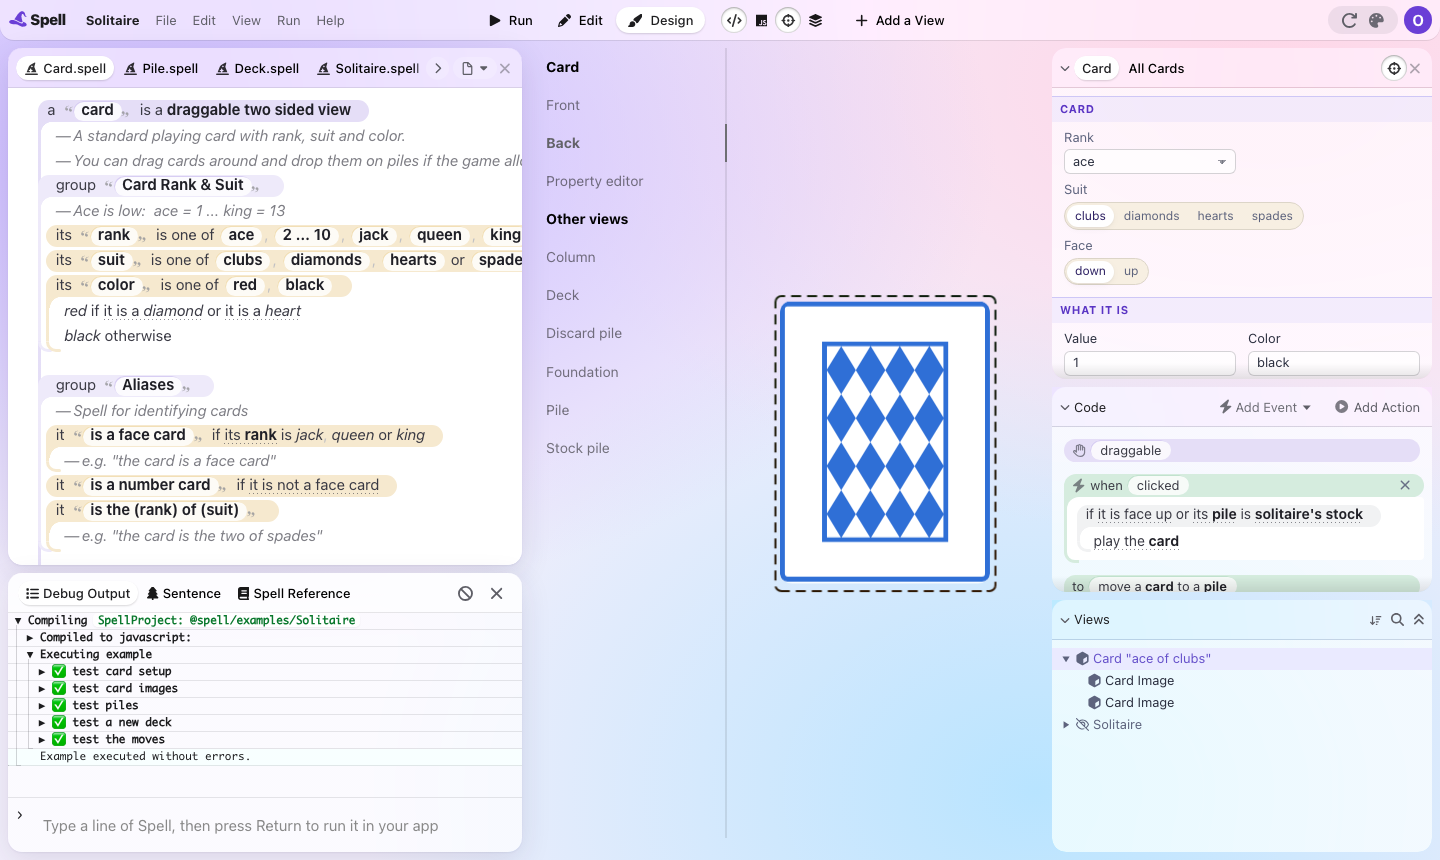 Spell Solitaire File Edit View Run Help Run Edit Design JS Add a View O
Card.spell Pile.spell Deck.spell Solitaire.spell
a “ card ” is a draggable two sided view
— A standard playing card with rank, suit and color.
— You can drag cards around and drop them on piles if the game allo
group “ Card Rank & Suit ”
— Ace is low: ace = 1 ... king = 13
its “ rank ” is one of ace , 2 ... 10 , jack , queen , king
its “ suit ” is one of clubs , diamonds , hearts or spade
its “ color ” is one of red , black
red if it is a diamond or it is a heart
black otherwise
group “ Aliases ”
— Spell for identifying cards
it “ is a face card ” if its rank is jack, queen or king
— e.g. "the card is a face card"
it “ is a number card ” if it is not a face card
it “ is the (rank) of (suit) ”
— e.g. "the card is the two of spades"
Debug Output Sentence Spell Reference
Compiling SpellProject: @spell/examples/Solitaire
Compiled to javascript:
Executing example
test card setup
test card images
test piles
test a new deck
test the moves
Example executed without errors.
Type a line of Spell, then press Return to run it in your app
Card
Front
Back
Property editor
Other views
Column
Deck
Discard pile
Foundation
Pile
Stock pile
Card All Cards
CARD
Rank
ace
Suit
clubs diamonds hearts spades
Face
down up
WHAT IT IS
Value Color
1 black
Code Add Event Add Action
draggable
when clicked
if it is face up or its pile is solitaire's stock
play the card
to move a card to a pile
Views
Card "ace of clubs"
Card Image
Card Image
Solitaire